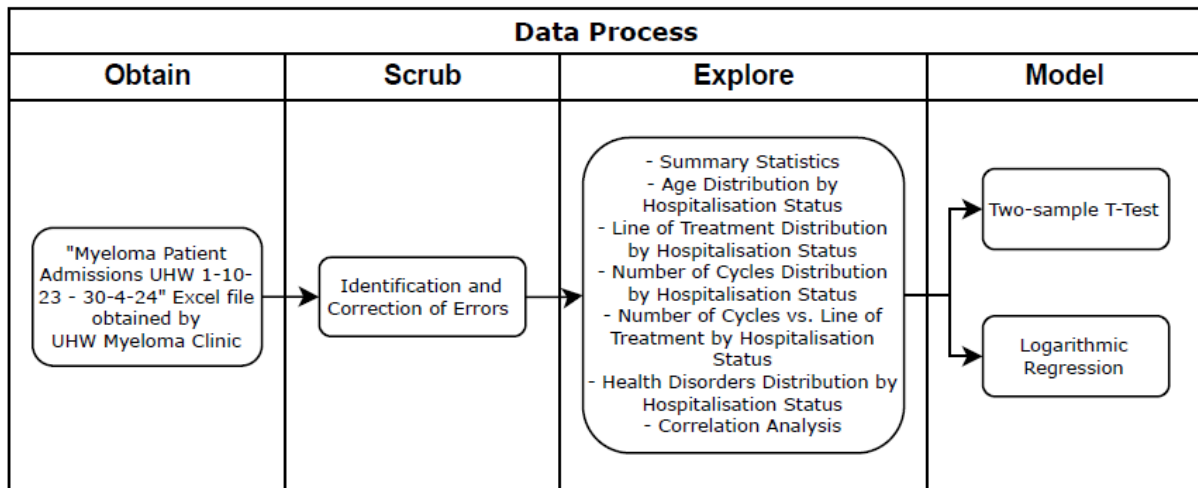 Data Process
Obtain
Scrub
Explore
Model
"Myeloma Patient
Admissions UHW 1-10-
23 - 30-4-24" Excel file
obtained by
UHW Myeloma Clinic
Identification and
Correction of Errors
- Summary Statistics
- Age Distribution by
Hospitalisation Status
- Line of Treatment Distribution
by Hospitalisation Status
- Number of Cycles Distribution
by Hospitalisation Status
- Number of Cycles vs. Line of
Treatment by Hospitalisation
Status
- Health Disorders Distribution by
Hospitalisation Status
- Correlation Analysis
Two-sample T-Test
Logarithmic
Regression